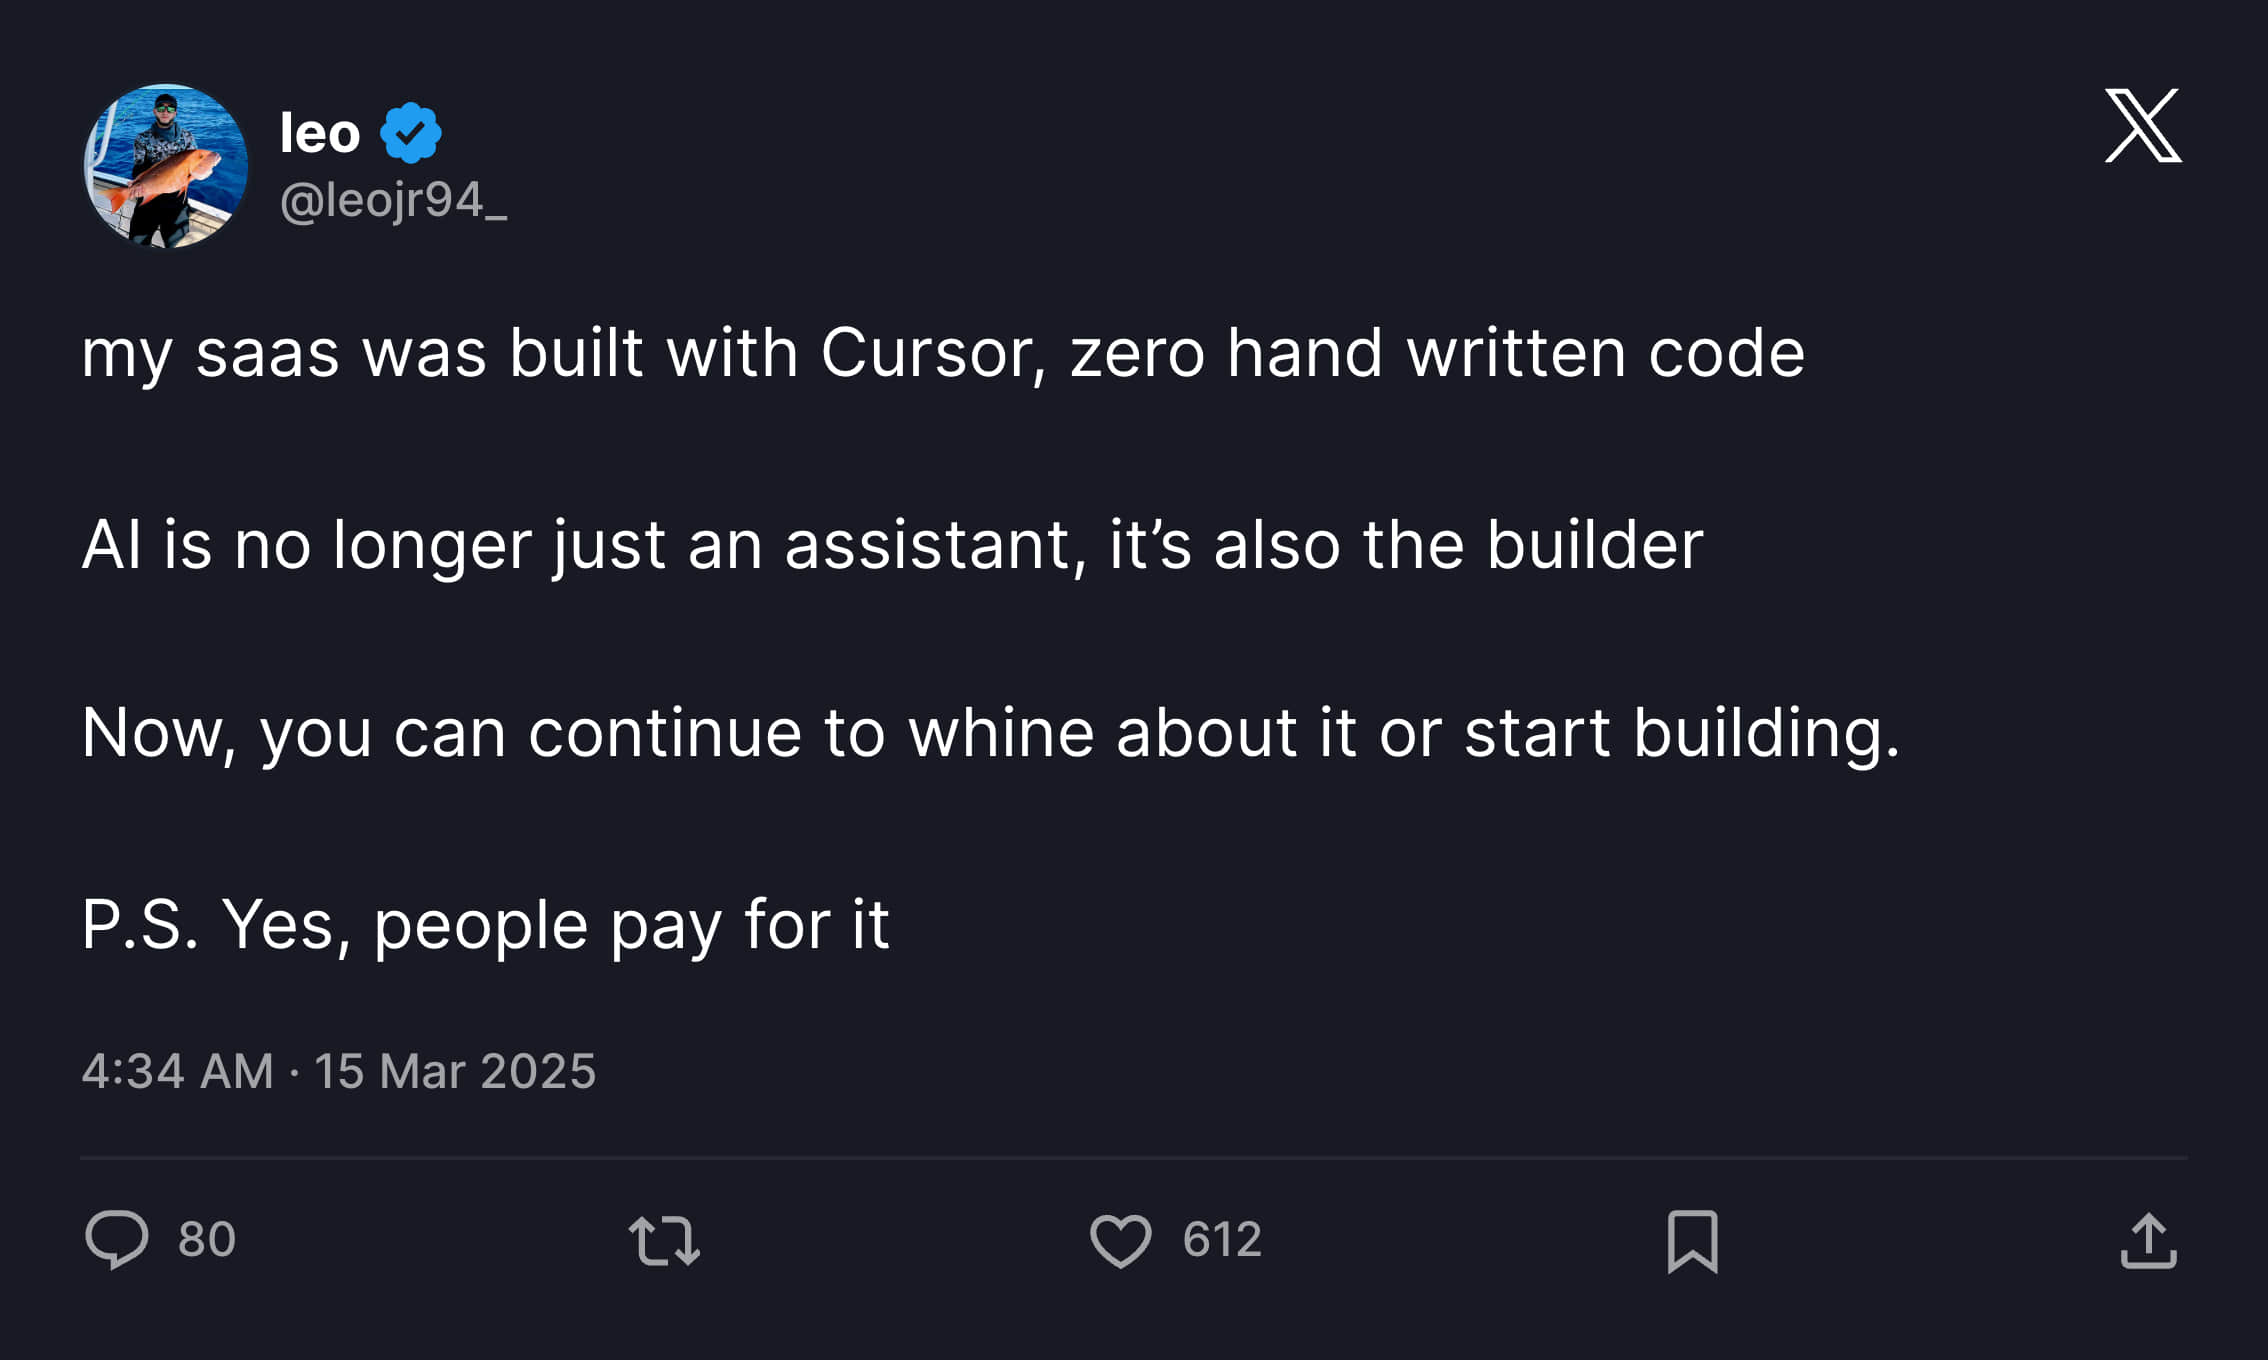 leo
@leojr94_
my saas was built with Cursor, zero hand written code
AI is no longer just an assistant, it’s also the builder
Now, you can continue to whine about it or start building.
P.S. Yes, people pay for it
4:34 AM · 15 Mar 2025
80 612